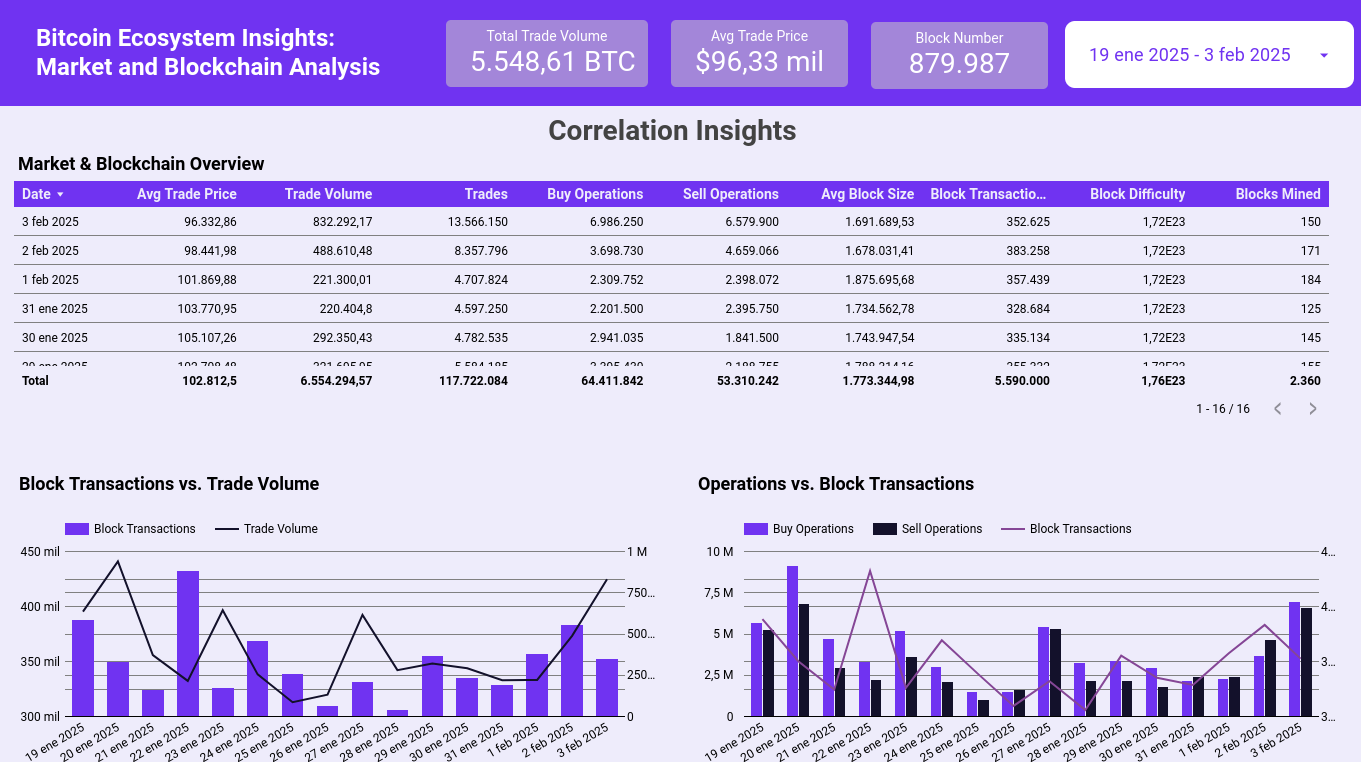 Bitcoin Ecosystem Insights:
Market and Blockchain Analysis
Total Trade Volume
5.548,61 BTC
Avg Trade Price
$96,33 mil
Block Number
879.987
19 ene 2025 - 3 feb 2025
Correlation Insights
Market & Blockchain Overview
Date Avg Trade Price Trade Volume Trades Buy Operations Sell Operations Avg Block Size Block Transactio... Block Difficulty Blocks Mined
3 feb 2025 96.332,86 832.292,17 13.566.150 6.986.250 6.579.900 1.691.689,53 352.625 1,72E23 150
2 feb 2025 98.441,98 488.610,48 8.357.796 3.698.730 4.659.066 1.678.031,41 383.258 1,72E23 171
1 feb 2025 101.869,88 221.300,01 4.707.824 2.309.752 2.398.072 1.875.695,68 357.439 1,72E23 184
31 ene 2025 103.770,95 220.404,8 4.597.250 2.201.500 2.395.750 1.734.562,78 328.684 1,72E23 125
30 ene 2025 105.107,26 292.350,43 4.782.535 2.941.035 1.841.500 1.743.947,54 335.134 1,72E23 145
Total 102.812,5 6.554.294,57 117.722.084 64.411.842 53.310.242 1.773.344,98 5.590.000 1,76E23 2.360
1 - 16 / 16
Block Transactions vs. Trade Volume
Block Transactions Trade Volume
450 mil
400 mil
350 mil
300 mil
1 M
750...
500...
250...
0
19 ene 2025
20 ene 2025
21 ene 2025
22 ene 2025
23 ene 2025
24 ene 2025
25 ene 2025
26 ene 2025
27 ene 2025
28 ene 2025
29 ene 2025
30 ene 2025
31 ene 2025
1 feb 2025
2 feb 2025
3 feb 2025
Operations vs. Block Transactions
Buy Operations Sell Operations Block Transactions
10 M
7,5 M
5 M
2,5 M
0
4...
4...
3...
3...
19 ene 2025
20 ene 2025
21 ene 2025
22 ene 2025
23 ene 2025
24 ene 2025
25 ene 2025
26 ene 2025
27 ene 2025
28 ene 2025
29 ene 2025
30 ene 2025
31 ene 2025
1 feb 2025
2 feb 2025
3 feb 2025